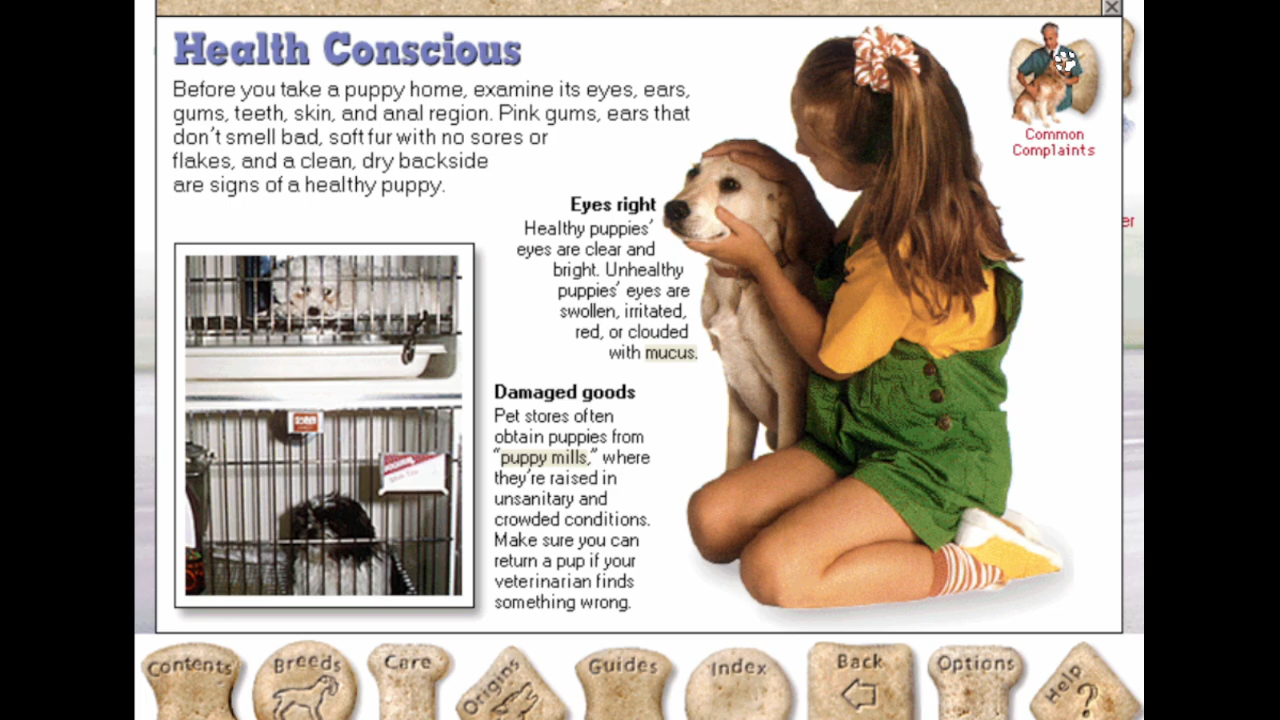 Health Conscious
Before you take a puppy home, examine its eyes, ears,
gums, teeth, skin, and anal region. Pink gums, ears that
don't smell bad, soft fur with no sores or
flakes, and a clean, dry backside
are signs of a healthy puppy.
Common
Complaints
er
Eyes right
Healthy puppies'
eyes are clear and
bright. Unhealthy
puppies' eyes are
swollen, irritated,
red, or clouded
with mucus.
Damaged goods
Pet stores often
obtain puppies from
“puppy mills,” where
they're raised in
unsanitary and
crowded conditions.
Make sure you can
return a pup if your
veterinarian finds
something wrong.
Contents
Breeds
Care
Origins
Guides
Index
Back
Options
Help
?